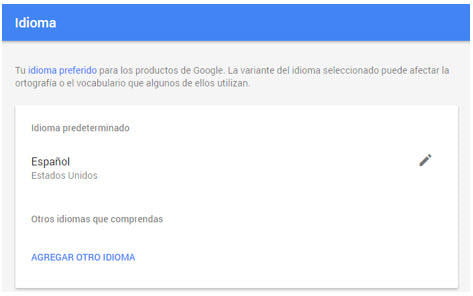 Idioma
Tu idioma preferido para los productos de Google. La variante del idioma seleccionado puede afectar la
ortografía o el vocabulario que algunos de ellos utilizan.
Idioma predeterminado
Español
Estados Unidos
Otros idiomas que comprendas
AGREGAR OTRO IDIOMA